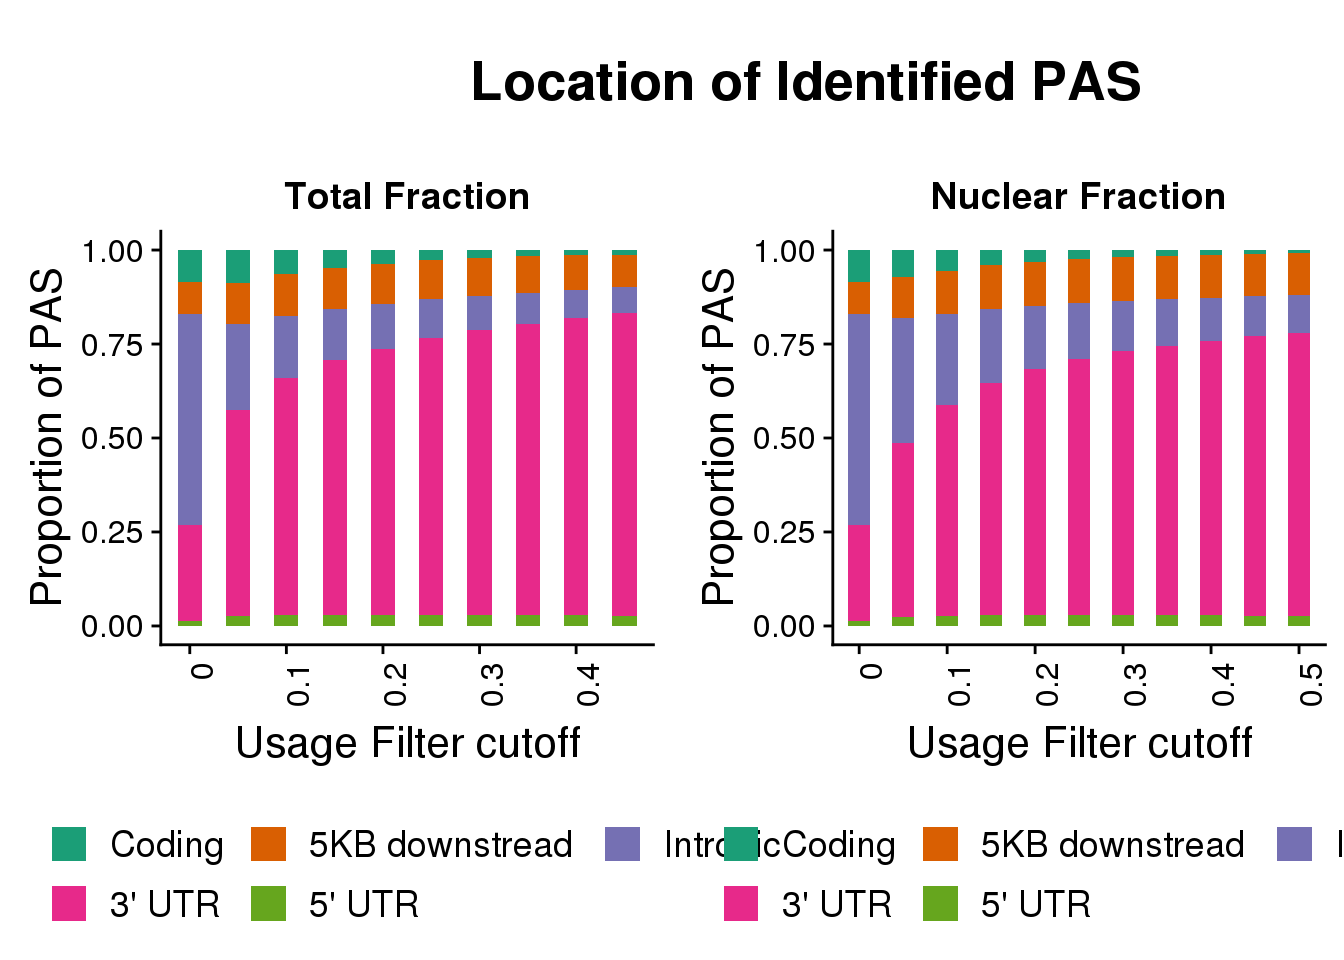 Location of Identified PAS
Total Fraction
Proportion of PAS
1.00
0.75
0.50
0.25
0.00
0
0.1
0.2
0.3
0.4
Usage Filter cutoff
Nuclear Fraction
Proportion of PAS
1.00
0.75
0.50
0.25
0.00
0
0.1
0.2
0.3
0.4
0.5
Usage Filter cutoff
Coding 5KB downstread
3' UTR 5' UTR
Coding 5KB downstread
3' UTR 5' UTR